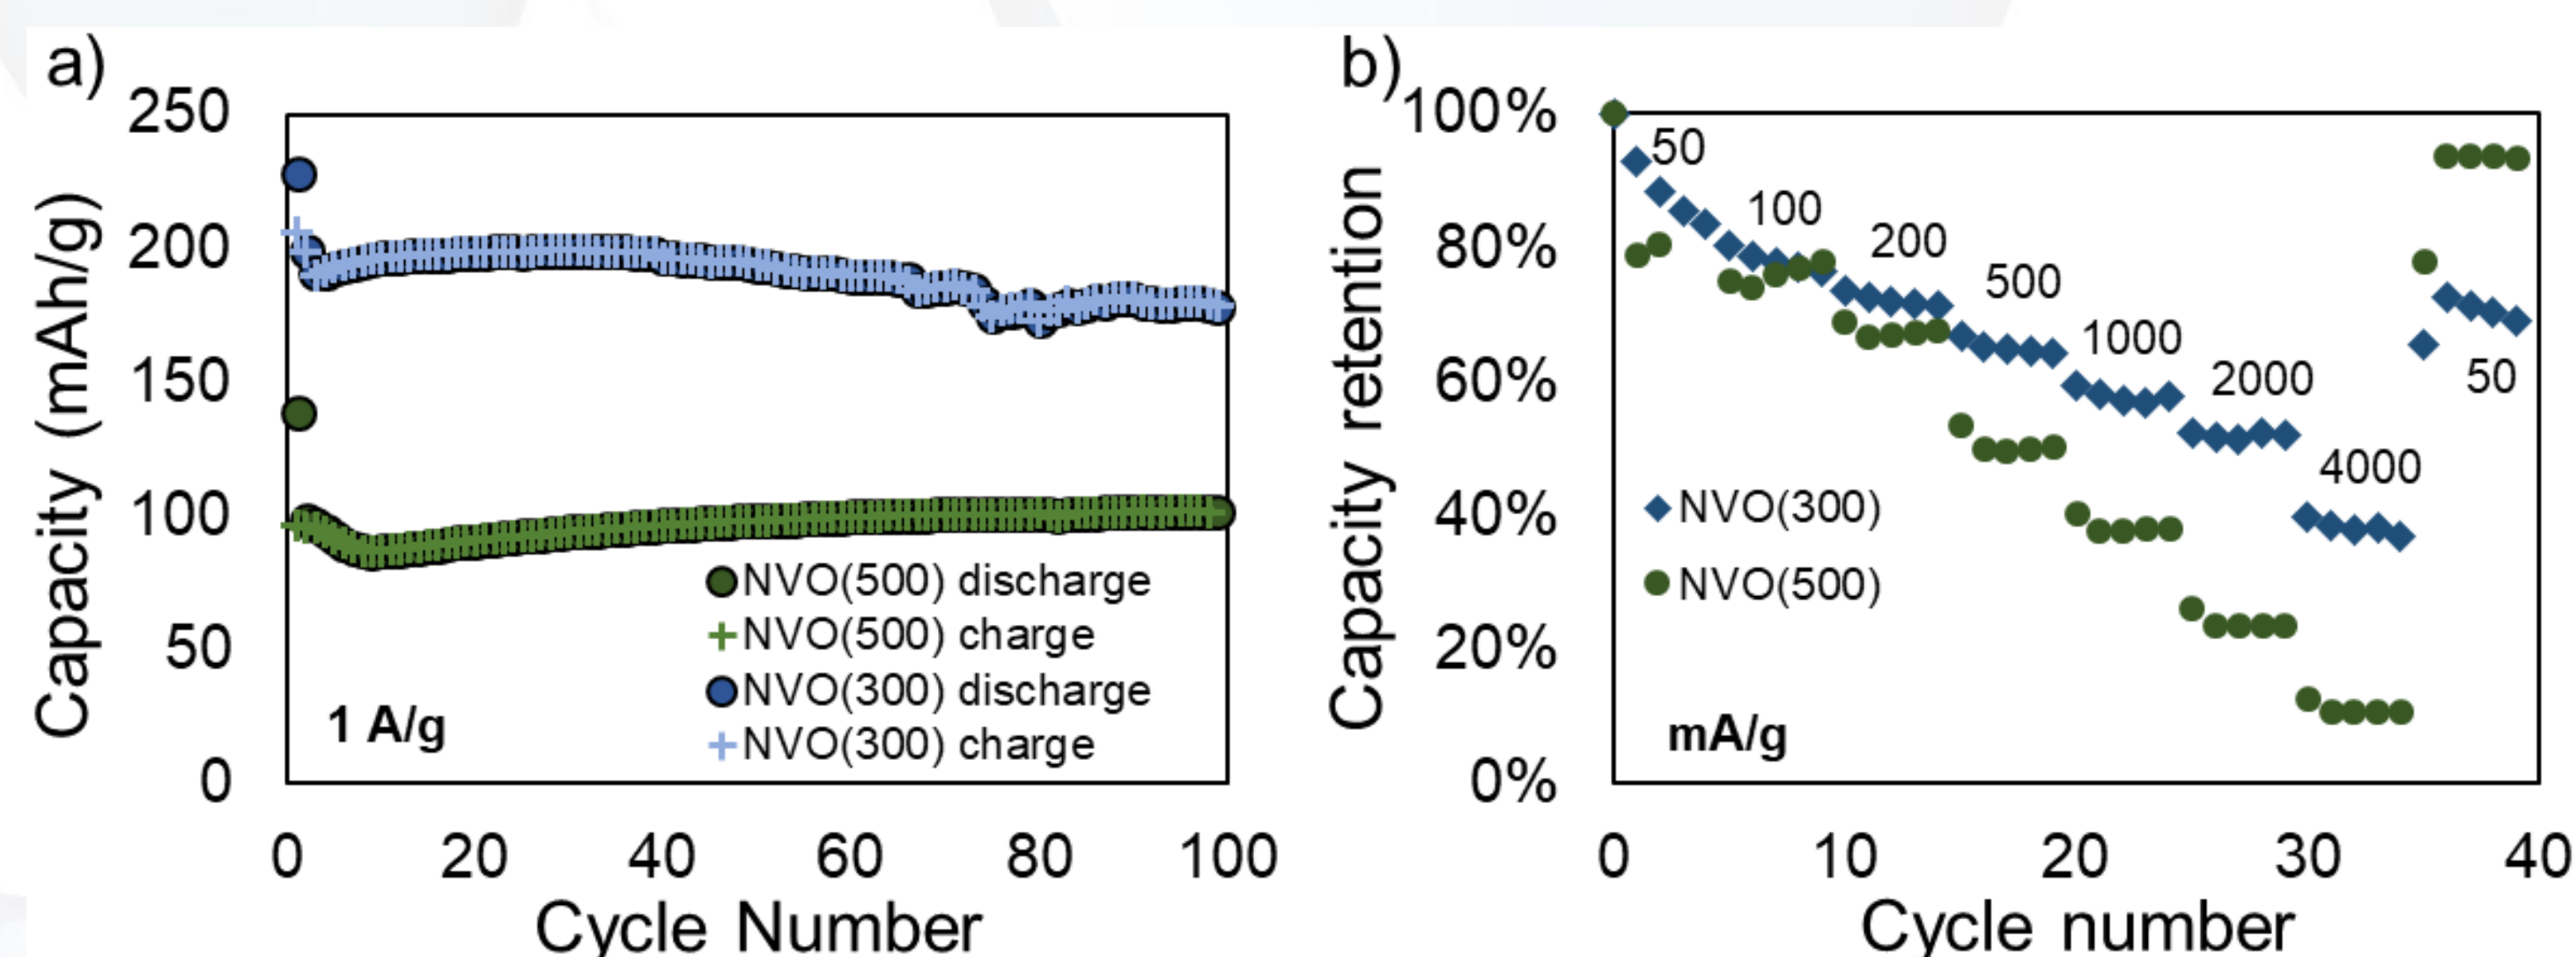 a)
250
200
150
100
50
0
Capacity (mAh/g)
NVO(500) discharge
NVO(500) charge
NVO(300) discharge
NVO(300) charge
1 A/g
0 20 40 60 80 100
Cycle Number
b)
100%
80%
60%
40%
20%
0%
Capacity retention
50
100
200
500
1000
2000
4000
50
NVO(300)
NVO(500)
mA/g
0 10 20 30 40
Cycle number